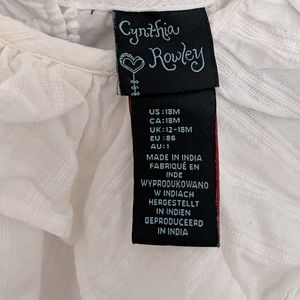 Cynthia
Rowley
US: 18M
CA: 18M
UK: 12-18M
EU: 86
AU: 1
MADE IN INDIA
FABRIQUÉ EN
INDE
WYPRODUKOWANO
W INDIACH
HERGESTELLT
IN INDIEN
GEPRODUCEERD
IN INDIA